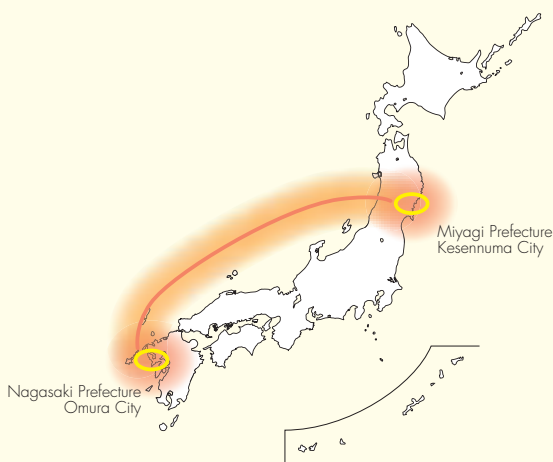 Miyagi Prefecture
Kesennuma City
Nagasaki Prefecture
Omura City